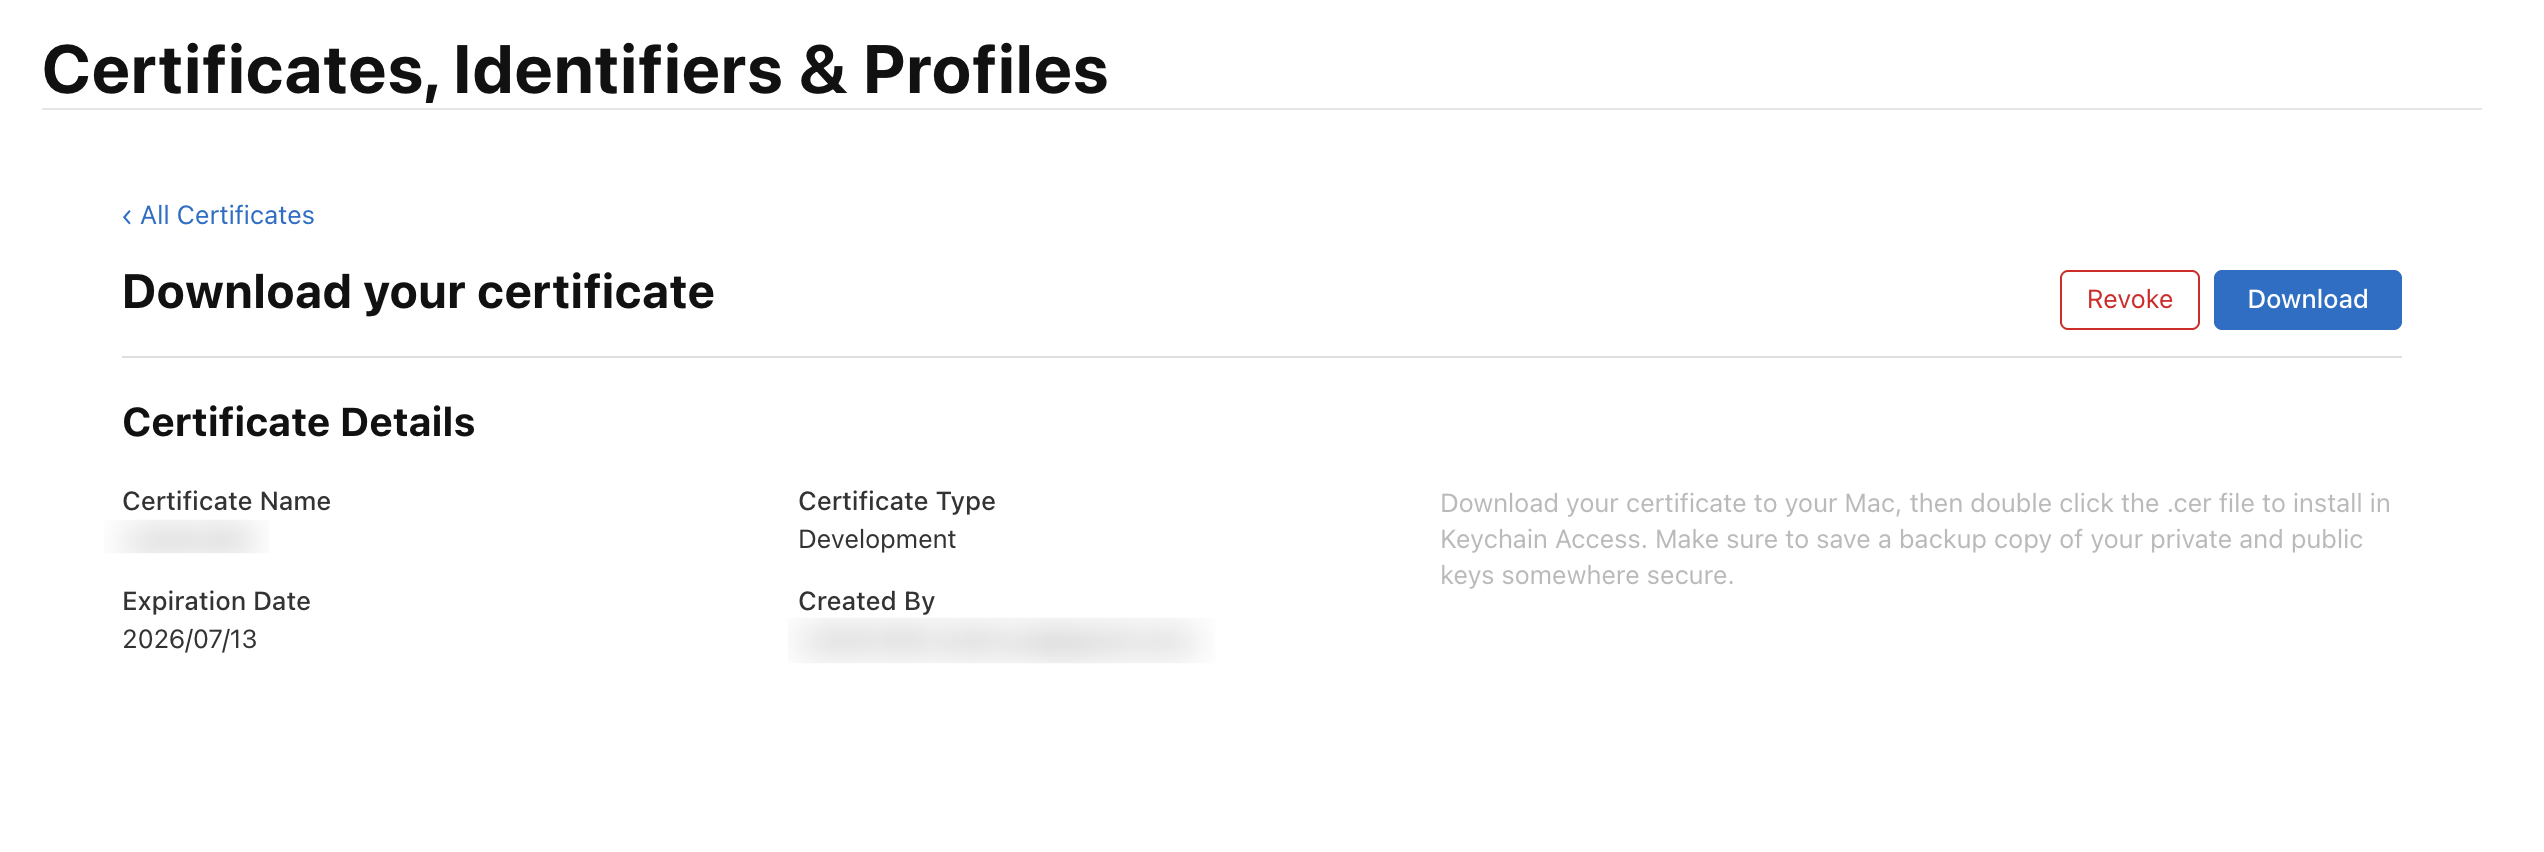 Certificates, Identifiers & Profiles
‹ All Certificates
Download your certificate
Revoke
Download
Certificate Details
Certificate Name
Certificate Type
Development
Download your certificate to your Mac, then double click the .cer file to install in
Keychain Access. Make sure to save a backup copy of your private and public
keys somewhere secure.
Expiration Date
2026/07/13
Created By